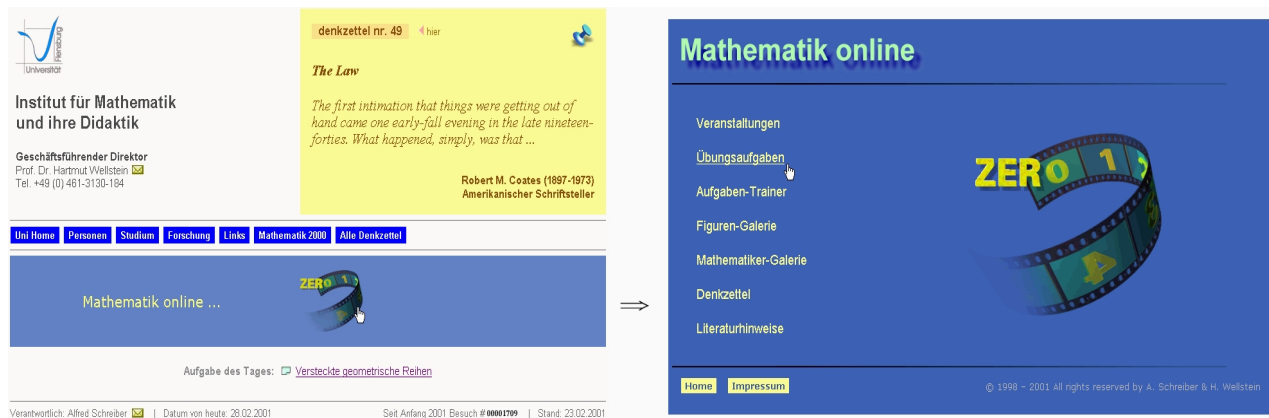 Universität
Flensburg
Institut für Mathematik
und ihre Didaktik
Geschäftsführender Direktor
Prof. Dr. Hartmut Wellstein
Tel. +49 (0) 461-3130-184
denkzettel nr. 49 hier
The Law
The first intimation that things were getting out of
hand came one early-fall evening in the late nineteen-
forties. What happened, simply, was that ...
Robert M. Coates (1897-1973)
Amerikanischer Schriftsteller
Uni Home Personen Studium Forschung Links Mathematik 2000 Alle Denkzettel
Mathematik online ...
ZERO 1
Aufgabe des Tages: Versteckte geometrische Reihen
Verantwortlich: Alfred Schreiber | Datum von heute: 28.02.2001 Seit Anfang 2001 Besuch # 00001709 | Stand: 23.02.2001
⇒
Mathematik online
Veranstaltungen
Übungsaufgaben
Aufgaben-Trainer
Figuren-Galerie
Mathematiker-Galerie
Denkzettel
Literaturhinweise
ZERO 1
4
Home Impressum © 1998 – 2001 All rights reserved by A. Schreiber & H. Wellstein